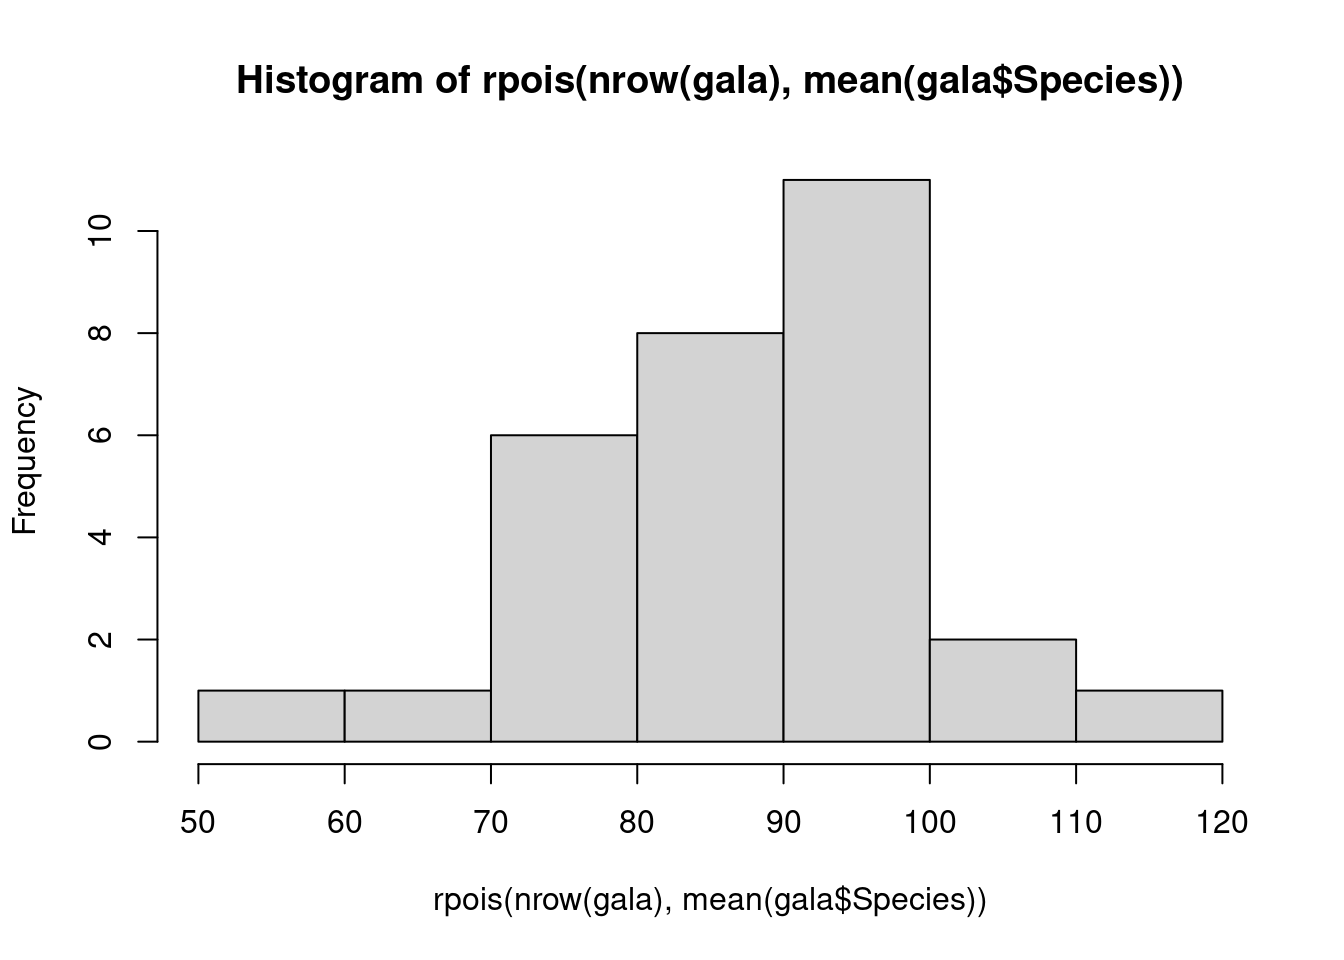 Histogram of rpois(nrow(gala), mean(gala$Species))
10
8
6
4
2
0
Frequency
50 60 70 80 90 100 110 120
rpois(nrow(gala), mean(gala$Species))